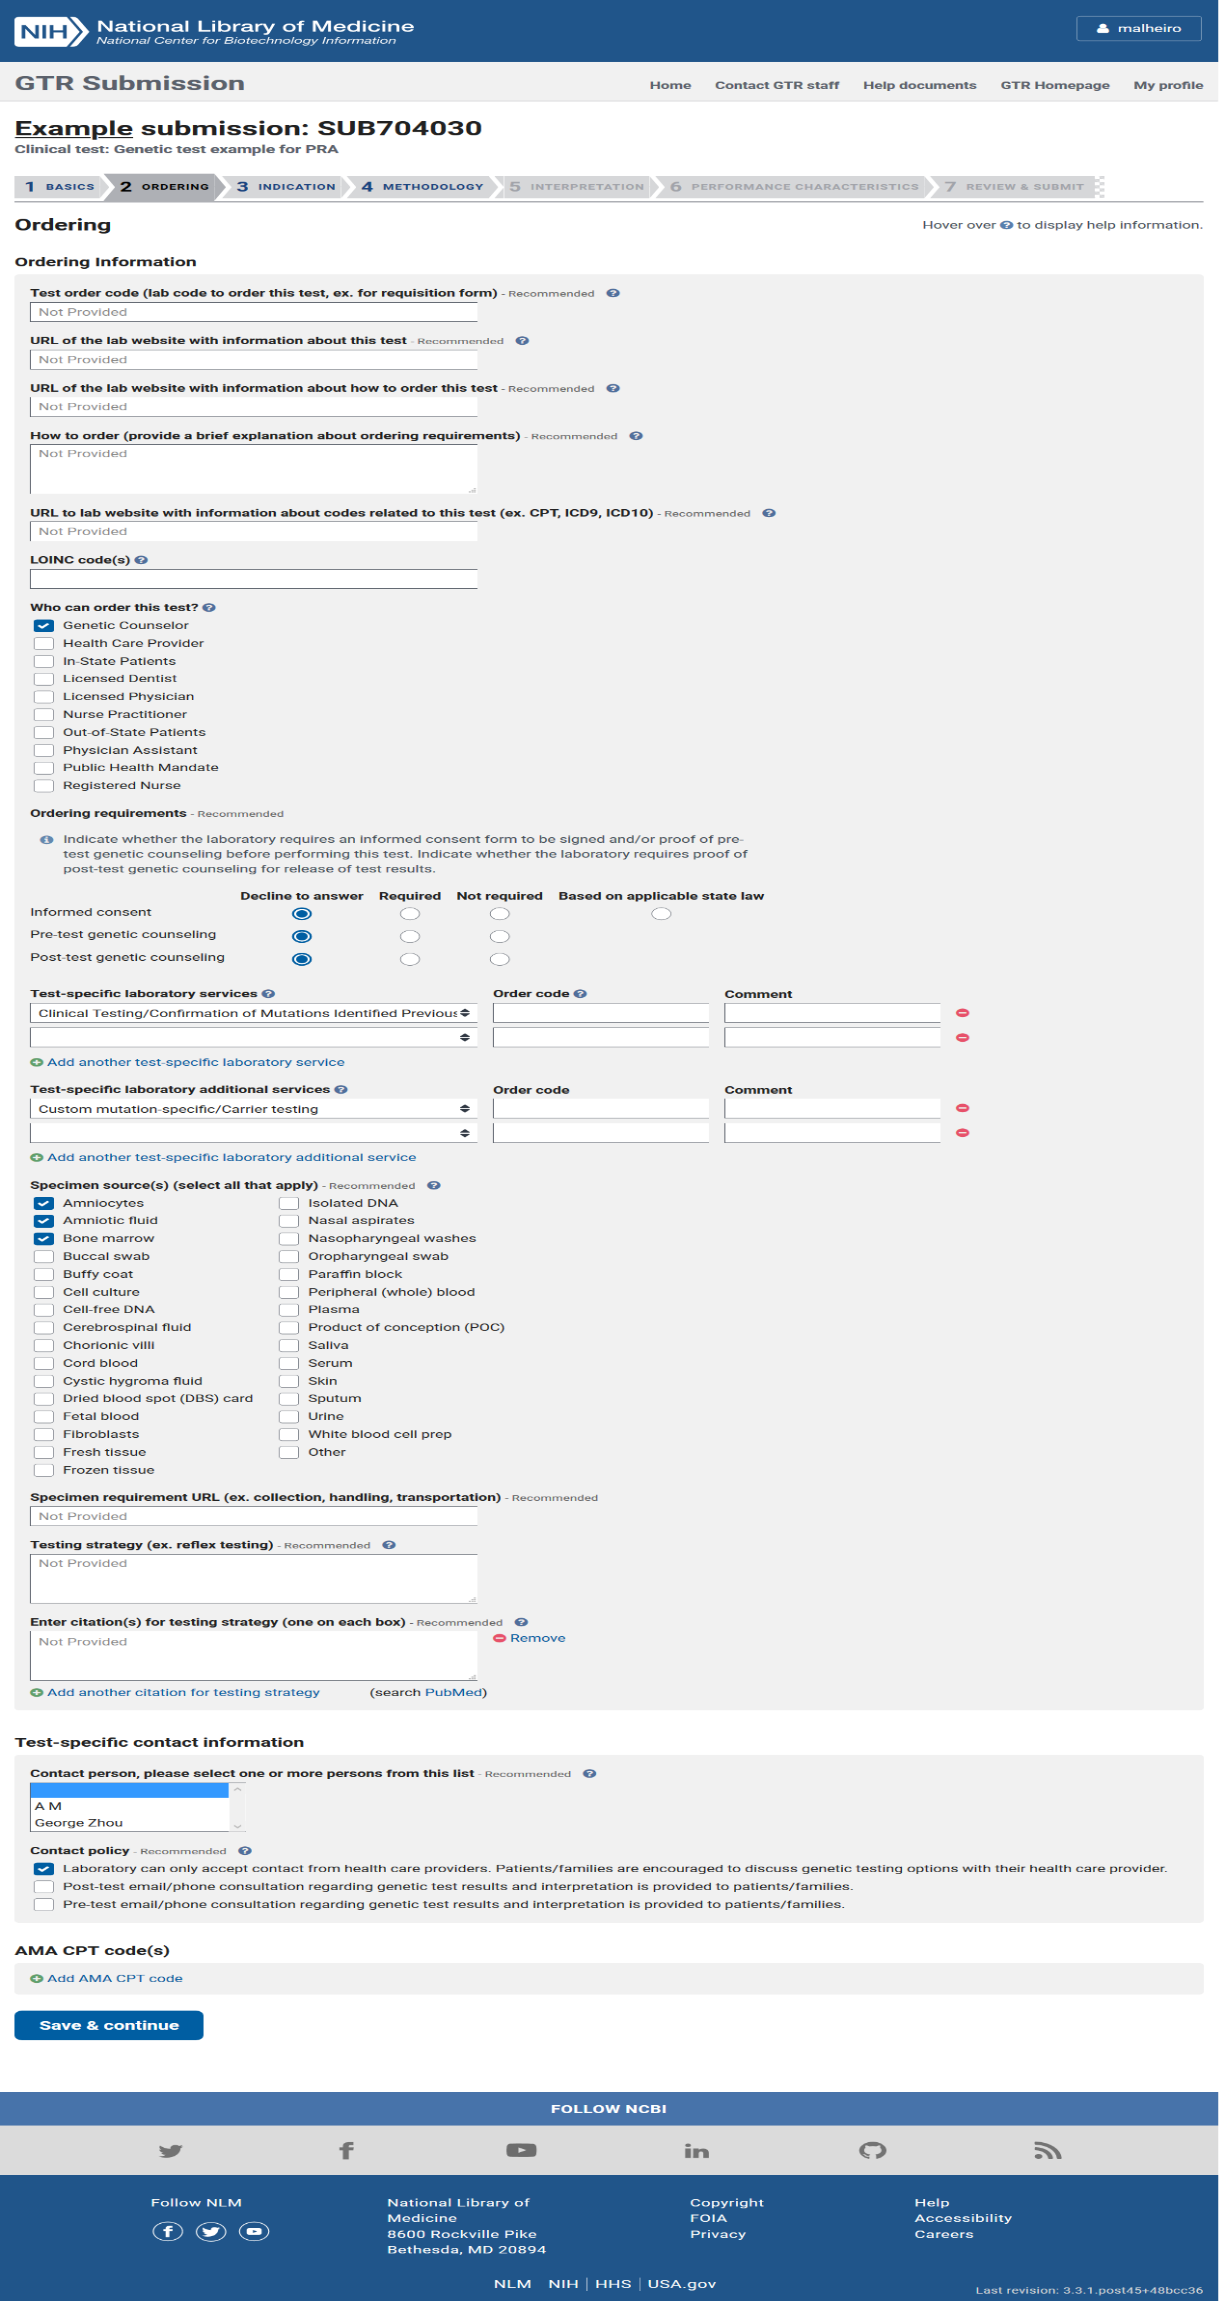 NIH National Library of Medicine
National Center for Biotechnology Information
malheiro
GTR Submission
Home Contact GTR staff Help documents GTR Homepage My profile
Example submission: SUB704030
Clinical test: Genetic test example for PRA
1 BASICS 2 ORDERING 3 INDICATION 4 METHODOLOGY 5 INTERPRETATION 6 PERFORMANCE CHARACTERISTICS 7 REVIEW & SUBMIT
Ordering
Hover over ? to display help information.
Ordering Information
Test order code (lab code to order this test, ex. for requisition form) - Recommended ?
Not Provided
URL of the lab website with information about this test - Recommended ?
Not Provided
URL of the lab website with information about how to order this test - Recommended ?
Not Provided
How to order (provide a brief explanation about ordering requirements) - Recommended ?
Not Provided
URL to lab website with information about codes related to this test (ex. CPT, ICD9, ICD10) - Recommended ?
Not Provided
LOINC code(s) ?
Who can order this test? ?
Genetic Counselor
Health Care Provider
In-State Patients
Licensed Dentist
Licensed Physician
Nurse Practitioner
Out-of-State Patients
Physician Assistant
Public Health Mandate
Registered Nurse
Ordering requirements - Recommended
Indicate whether the laboratory requires an informed consent form to be signed and/or proof of pre-
test genetic counseling before performing this test. Indicate whether the laboratory requires proof of
post-test genetic counseling for release of test results.
Decline to answer Required Not required Based on applicable state law
Informed consent
Pre-test genetic counseling
Post-test genetic counseling
Test-specific laboratory services ? Order code ? Comment
Clinical Testing/Confirmation of Mutations Identified Previous
Add another test-specific laboratory service
Test-specific laboratory additional services ? Order code Comment
Custom mutation-specific/Carrier testing
Add another test-specific laboratory additional service
Specimen source(s) (select all that apply) - Recommended ?
Amniocytes
Amniotic fluid
Bone marrow
Buccal swab
Buffy coat
Cell culture
Cell-free DNA
Cerebrospinal fluid
Chorionic villi
Cord blood
Cystic hygroma fluid
Dried blood spot (DBS) card
Fetal blood
Fibroblasts
Fresh tissue
Frozen tissue
Isolated DNA
Nasal aspirates
Nasopharyngeal washes
Oropharyngeal swab
Paraffin block
Peripheral (whole) blood
Plasma
Product of conception (POC)
Saliva
Serum
Skin
Sputum
Urine
White blood cell prep
Other
Specimen requirement URL (ex. collection, handling, transportation) - Recommended
Not Provided
Testing strategy (ex. reflex testing) - Recommended ?
Not Provided
Enter citation(s) for testing strategy (one on each box) - Recommended ?
Not Provided
Remove
Add another citation for testing strategy (search PubMed)
Test-specific contact information
Contact person, please select one or more persons from this list - Recommended ?
A M
George Zhou
Contact policy - Recommended ?
Laboratory can only accept contact from health care providers. Patients/families are encouraged to discuss genetic testing options with their health care provider.
Post-test email/phone consultation regarding genetic test results and interpretation is provided to patients/families.
Pre-test email/phone consultation regarding genetic test results and interpretation is provided to patients/families.
AMA CPT code(s)
Add AMA CPT code
Save & continue
FOLLOW NCBI
Follow NLM
National Library of
Medicine
8600 Rockville Pike
Bethesda, MD 20894
Copyright
FOIA
Privacy
Help
Accessibility
Careers
NLM NIH | HHS | USA.gov
Last revision: 3.3.1.post45+48bcc36